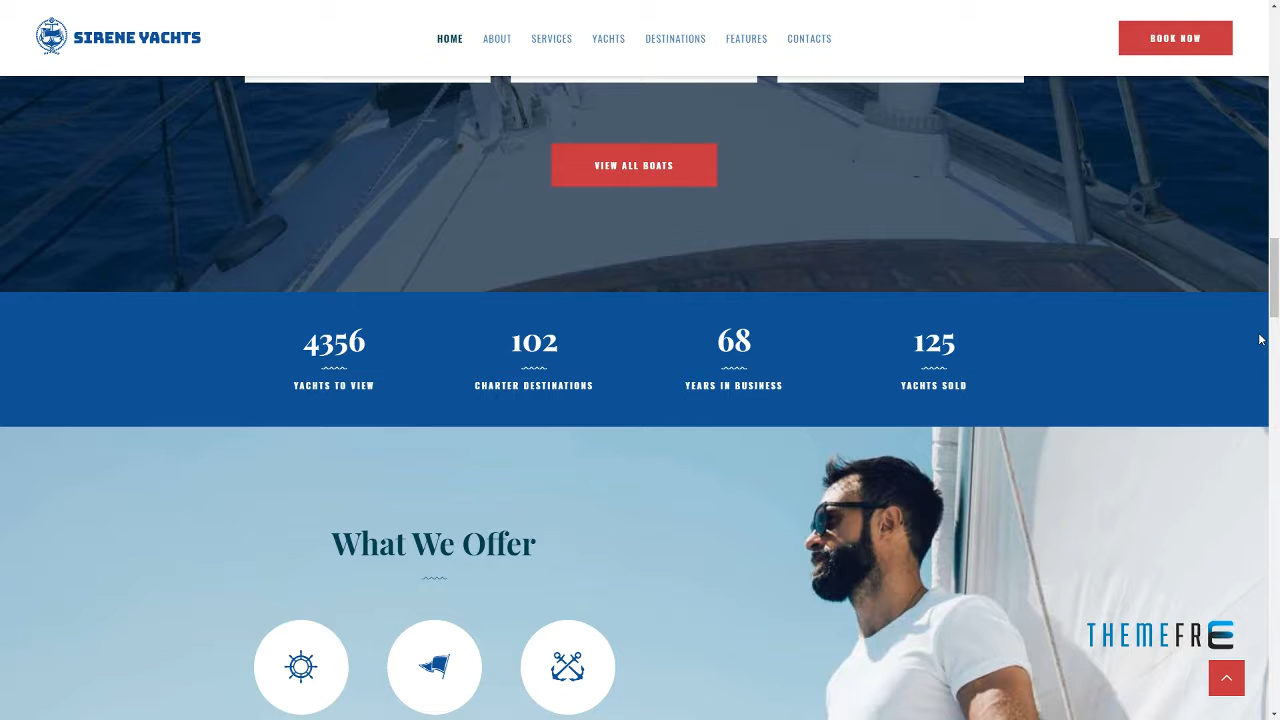 SIRENE YACHTS
HOME ABOUT SERVICES YACHTS DESTINATIONS FEATURES CONTACTS
BOOK NOW
VIEW ALL BOATS
4356 102 68 125
YACHTS TO VIEW CHARTER DESTINATIONS YEARS IN BUSINESS YACHTS SOLD
What We Offer
THEMEFRE